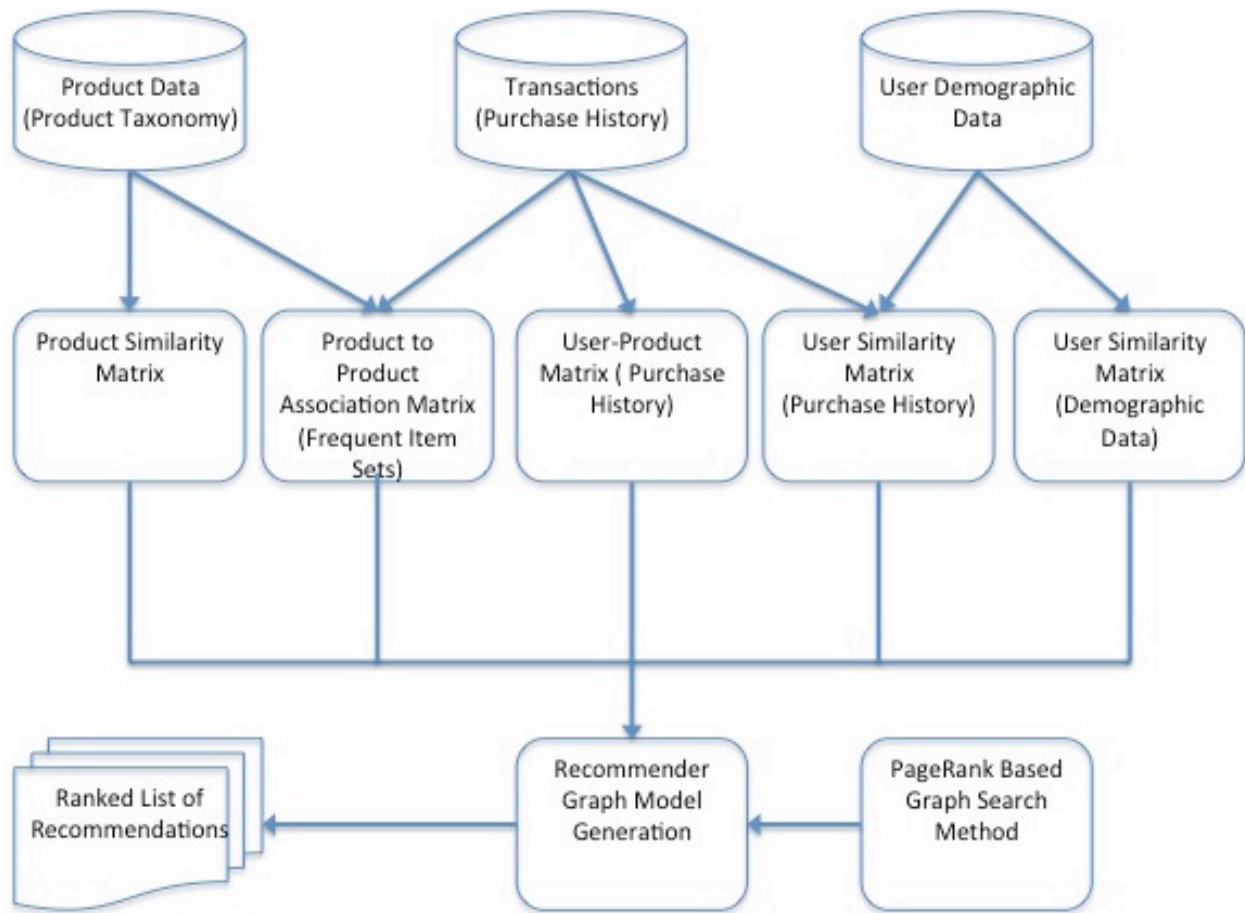 Product Data
(Product Taxonomy)
Transactions
(Purchase History)
User Demographic
Data
Product Similarity
Matrix
Product to
Product
Association Matrix
(Frequent Item
Sets)
User-Product
Matrix ( Purchase
History)
User Similarity
Matrix
(Purchase History)
User Similarity
Matrix
(Demographic
Data)
Ranked List of
Recommendations
Recommender
Graph Model
Generation
PageRank Based
Graph Search
Method